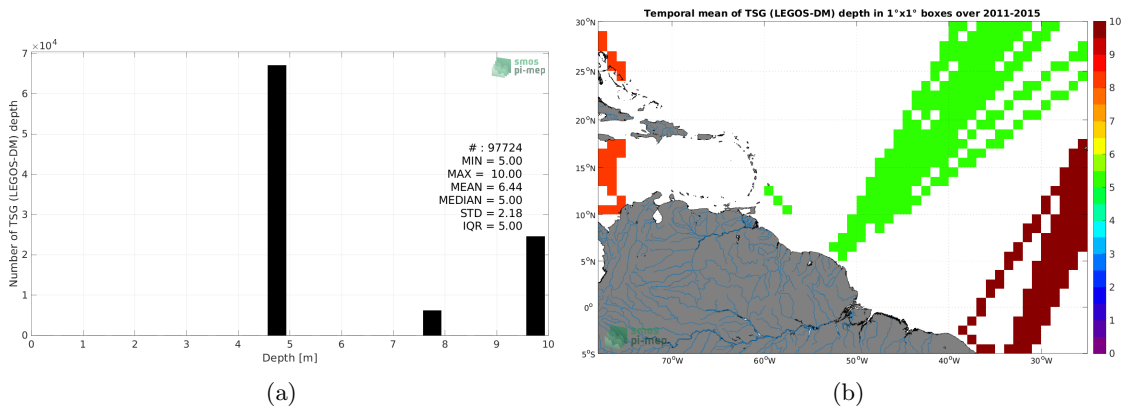 ×10⁴
7
6
5
4
3
2
1
0
Number of TSG (LEGOS-DM) depth
smos
pi-mep
# : 97724
MIN = 5.00
MAX = 10.00
MEAN = 6.44
MEDIAN = 5.00
STD = 2.18
IQR = 5.00
0 1 2 3 4 5 6 7 8 9 10
Depth [m]
(a)
Temporal mean of TSG (LEGOS-DM) depth in 1°x1° boxes over 2011-2015
30°N
25°N
20°N
15°N
10°N
5°N
0°
5°S
smos
pi-mep
70°W 60°W 50°W 40°W 30°W
10
9
8
7
6
5
4
3
2
1
0
(b)